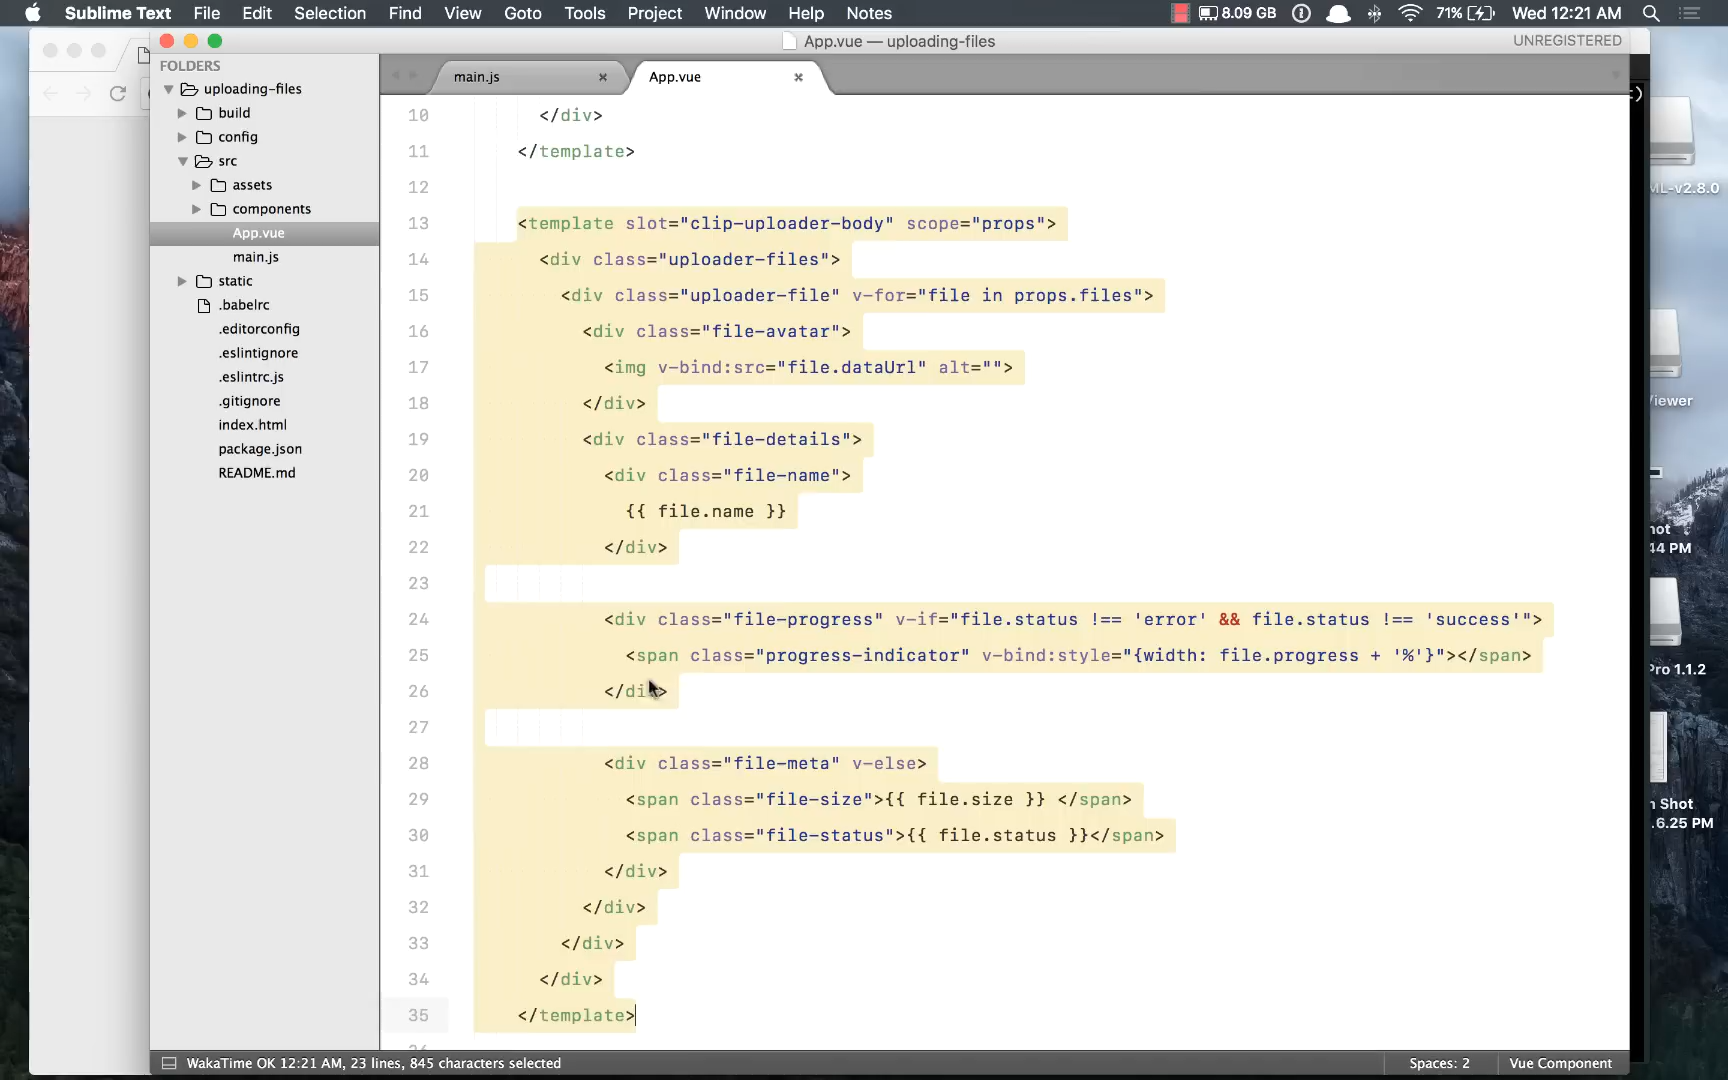 Sublime Text File Edit Selection Find View Goto Tools Project Window Help Notes 8.09 GB 71% Wed 12:21 AM
App.vue — uploading-files UNREGISTERED
FOLDERS
uploading-files
build
config
src
assets
components
App.vue
main.js
static
.babelrc
.editorconfig
.eslintignore
.eslintrc.js
.gitignore
index.html
package.json
README.md
main.js App.vue
10 </div>
11 </template>
12
13 <template slot="clip-uploader-body" scope="props">
14 <div class="uploader-files">
15 <div class="uploader-file" v-for="file in props.files">
16 <div class="file-avatar">
17 <img v-bind:src="file.dataUrl" alt="">
18 </div>
19 <div class="file-details">
20 <div class="file-name">
21 {{ file.name }}
22 </div>
23
24 <div class="file-progress" v-if="file.status !== 'error' && file.status !== 'success'">
25 <span class="progress-indicator" v-bind:style="{width: file.progress + '%'}"></span>
26 </div>
27
28 <div class="file-meta" v-else>
29 <span class="file-size">{{ file.size }} </span>
30 <span class="file-status">{{ file.status }}</span>
31 </div>
32 </div>
33 </div>
34 </div>
35 </template>
ML-v2.8.0
iewer
hot
44 PM
Pro 1.1.2
n Shot
.6.25 PM
WakaTime OK 12:21 AM, 23 lines, 845 characters selected Spaces: 2 Vue Component